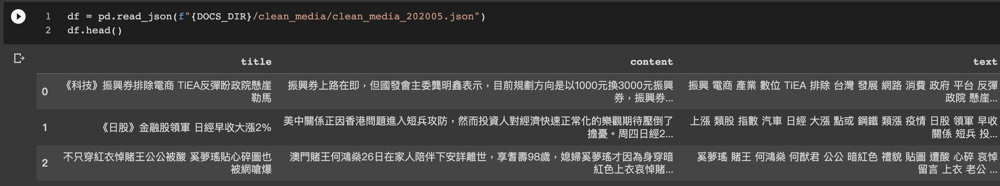 1 df = pd.read_json(f"{DOCS_DIR}/clean_media/clean_media_202005.json")
2 df.head()
title content text
0 《科技》振興券排除電商 TiEA反彈盼政院懸崖 振興券上路在即，但國發會主委龔明鑫表示，目前規劃方向是以1000元換3000元振興 振興 電商 產業 數位 TiEA 排除 台灣 發展 網路 消費 政府 平台 反彈
勒馬 券，振興券... 政院 懸崖...
1 《日股》金融股領軍 日經早收大漲2% 美中關係正因香港問題進入短兵攻防，然而投資人對經濟快速正常化的樂觀期待壓倒了 上漲 類股 指數 汽車 日經 大漲 點或 鋼鐵 類漲 疫情 日股 領軍 早收
擔憂。周四日經2... 關係 短兵 投...
2 不只穿紅衣悼賭王公公被酸 奚夢瑤貼心碎圖也 澳門賭王何鴻燊26日在家人陪伴下安詳離世，享耆壽98歲，媳婦奚夢瑤才因為身穿暗 奚夢瑤 賭王 何鴻燊 何猷君 公公 暗紅色 禮貌 貼圖 遭酸 心碎 哀悼
被網嗆爆 紅色上衣哀悼賭... 留言 上衣 老公 ...